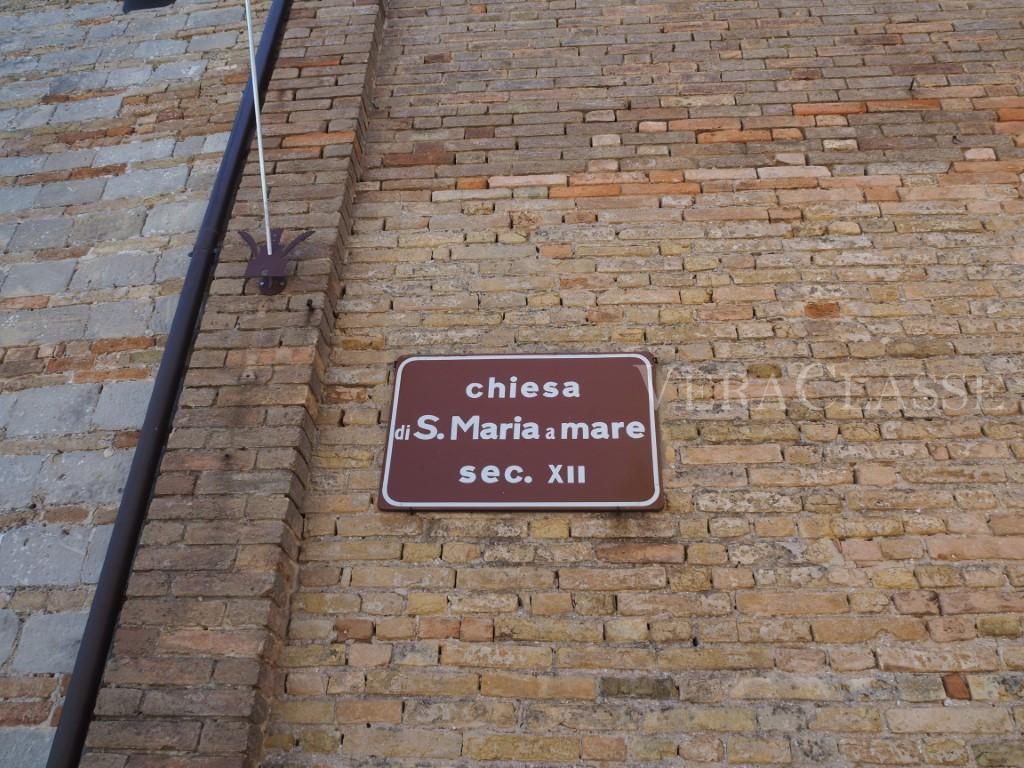 chiesa
di S. Maria a mare
sec. XII
VERACLASSE